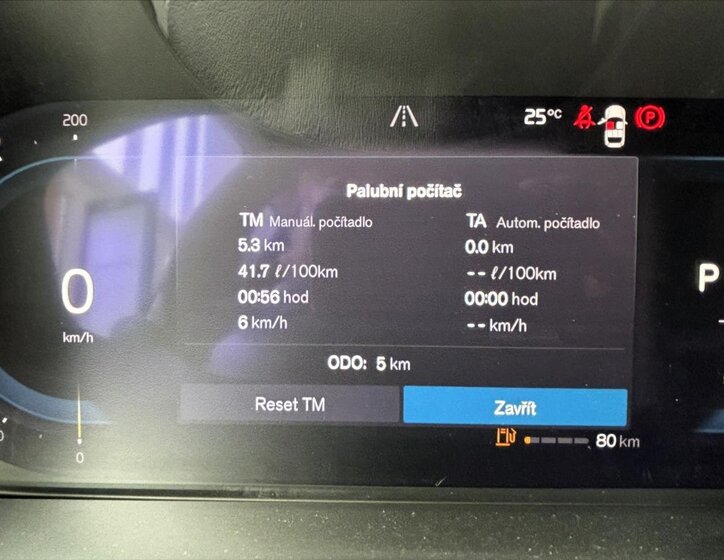 200
25°C
P
Palubní počítač
TM Manuál. počítadlo
TA Autom. počítadlo
5.3 km
0.0 km
41.7 ℓ/100km
-- ℓ/100km
00:56 hod
00:00 hod
6 km/h
-- km/h
0
km/h
P
ODO: 5 km
Reset TM
Zavřít
80 km
0
0